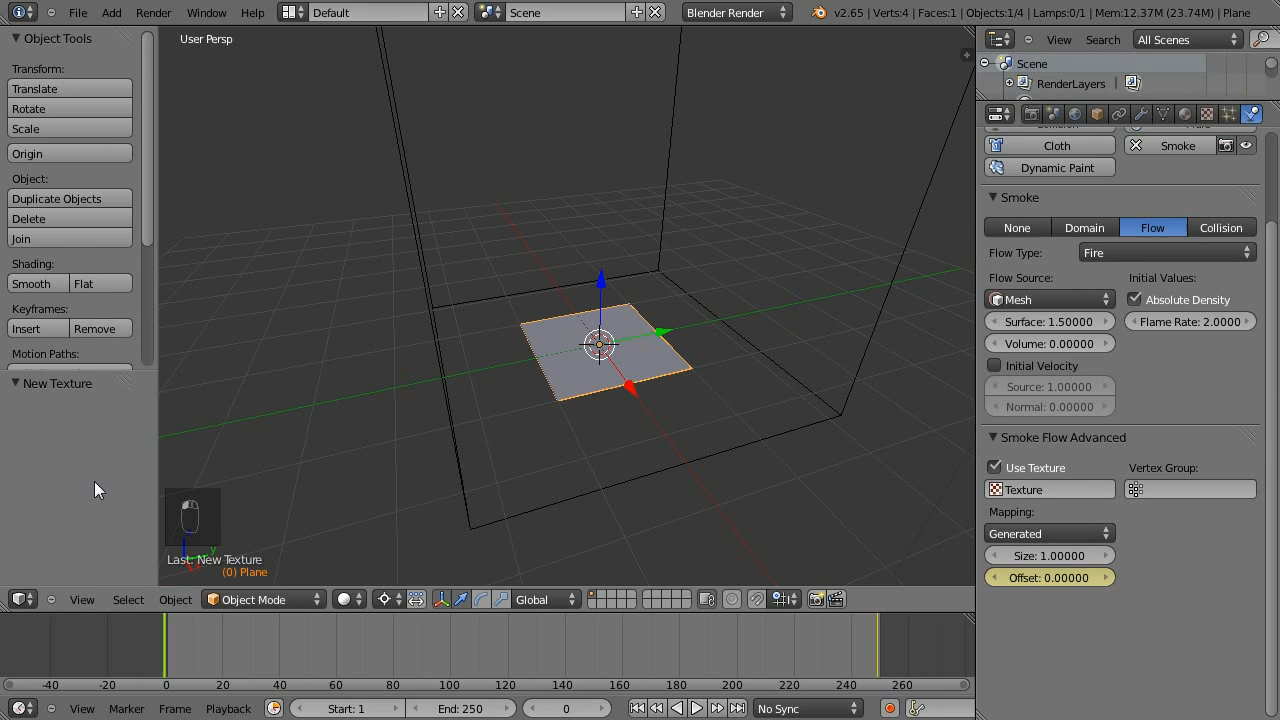 File Add Render Window Help Default Scene Blender Render v2.65 | Verts:4 | Faces:1 | Objects:1/4 | Lamps:0/1 | Mem:12.37M (23.74M) | Plane
Object Tools
Transform:
Translate
Rotate
Scale
Origin
Object:
Duplicate Objects
Delete
Join
Shading:
Smooth Flat
Keyframes:
Insert Remove
Motion Paths:
New Texture
User Persp
y
Last: New Texture
(0) Plane
View Select Object Object Mode Global
View Search All Scenes
Scene
RenderLayers |
Cloth Smoke
Dynamic Paint
Smoke
None Domain Flow Collision
Flow Type: Fire
Flow Source: Initial Values:
Mesh Absolute Density
Surface: 1.50000 Flame Rate: 2.0000
Volume: 0.00000
Initial Velocity
Source: 1.00000
Normal: 0.00000
Smoke Flow Advanced
Use Texture Vertex Group:
Texture
Mapping:
Generated
Size: 1.00000
Offset: 0.00000
-40 -20 0 20 40 60 80 100 120 140 160 180 200 220 240 260
View Marker Frame Playback Start: 1 End: 250 0 No Sync